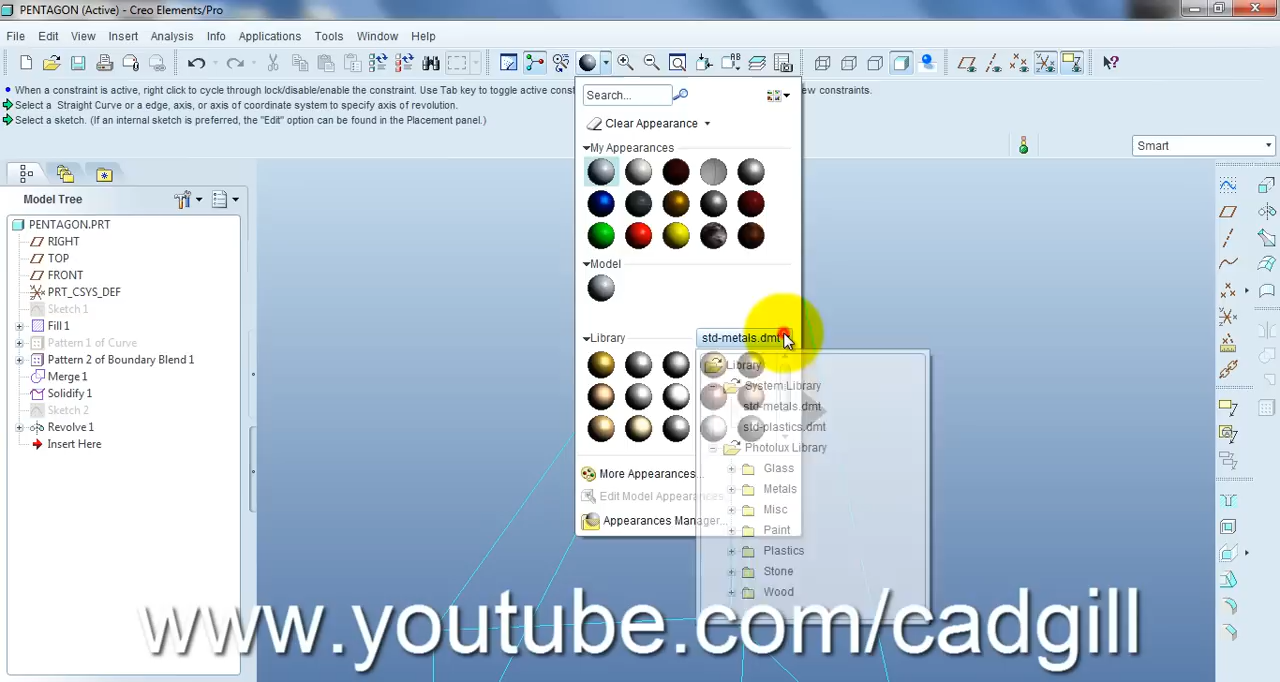 PENTAGON (Active) - Creo Elements/Pro
File Edit View Insert Analysis Info Applications Tools Window Help
• When a constraint is active, right click to cycle through lock/disable/enable the constraint. Use Tab key to toggle active cons
ew constraints.
Select a Straight Curve or a edge, axis, or axis of coordinate system to specify axis of revolution.
Select a sketch. (If an internal sketch is preferred, the "Edit" option can be found in the Placement panel.)
Search...
Clear Appearance
Smart
My Appearances
Model Tree
PENTAGON.PRT
RIGHT
TOP
FRONT
PRT_CSYS_DEF
Sketch 1
Fill 1
Pattern 1 of Curve
Pattern 2 of Boundary Blend 1
Merge 1
Solidify 1
Sketch 2
Revolve 1
Insert Here
Model
Library
std-metals.dmt
Library
System Library
std-metals.dmt
std-plastics.dmt
Photolux Library
Glass
Metals
Misc
Paint
Plastics
Stone
Wood
More Appearances...
Edit Model Appearances...
Appearances Manager...
www.youtube.com/cadgill